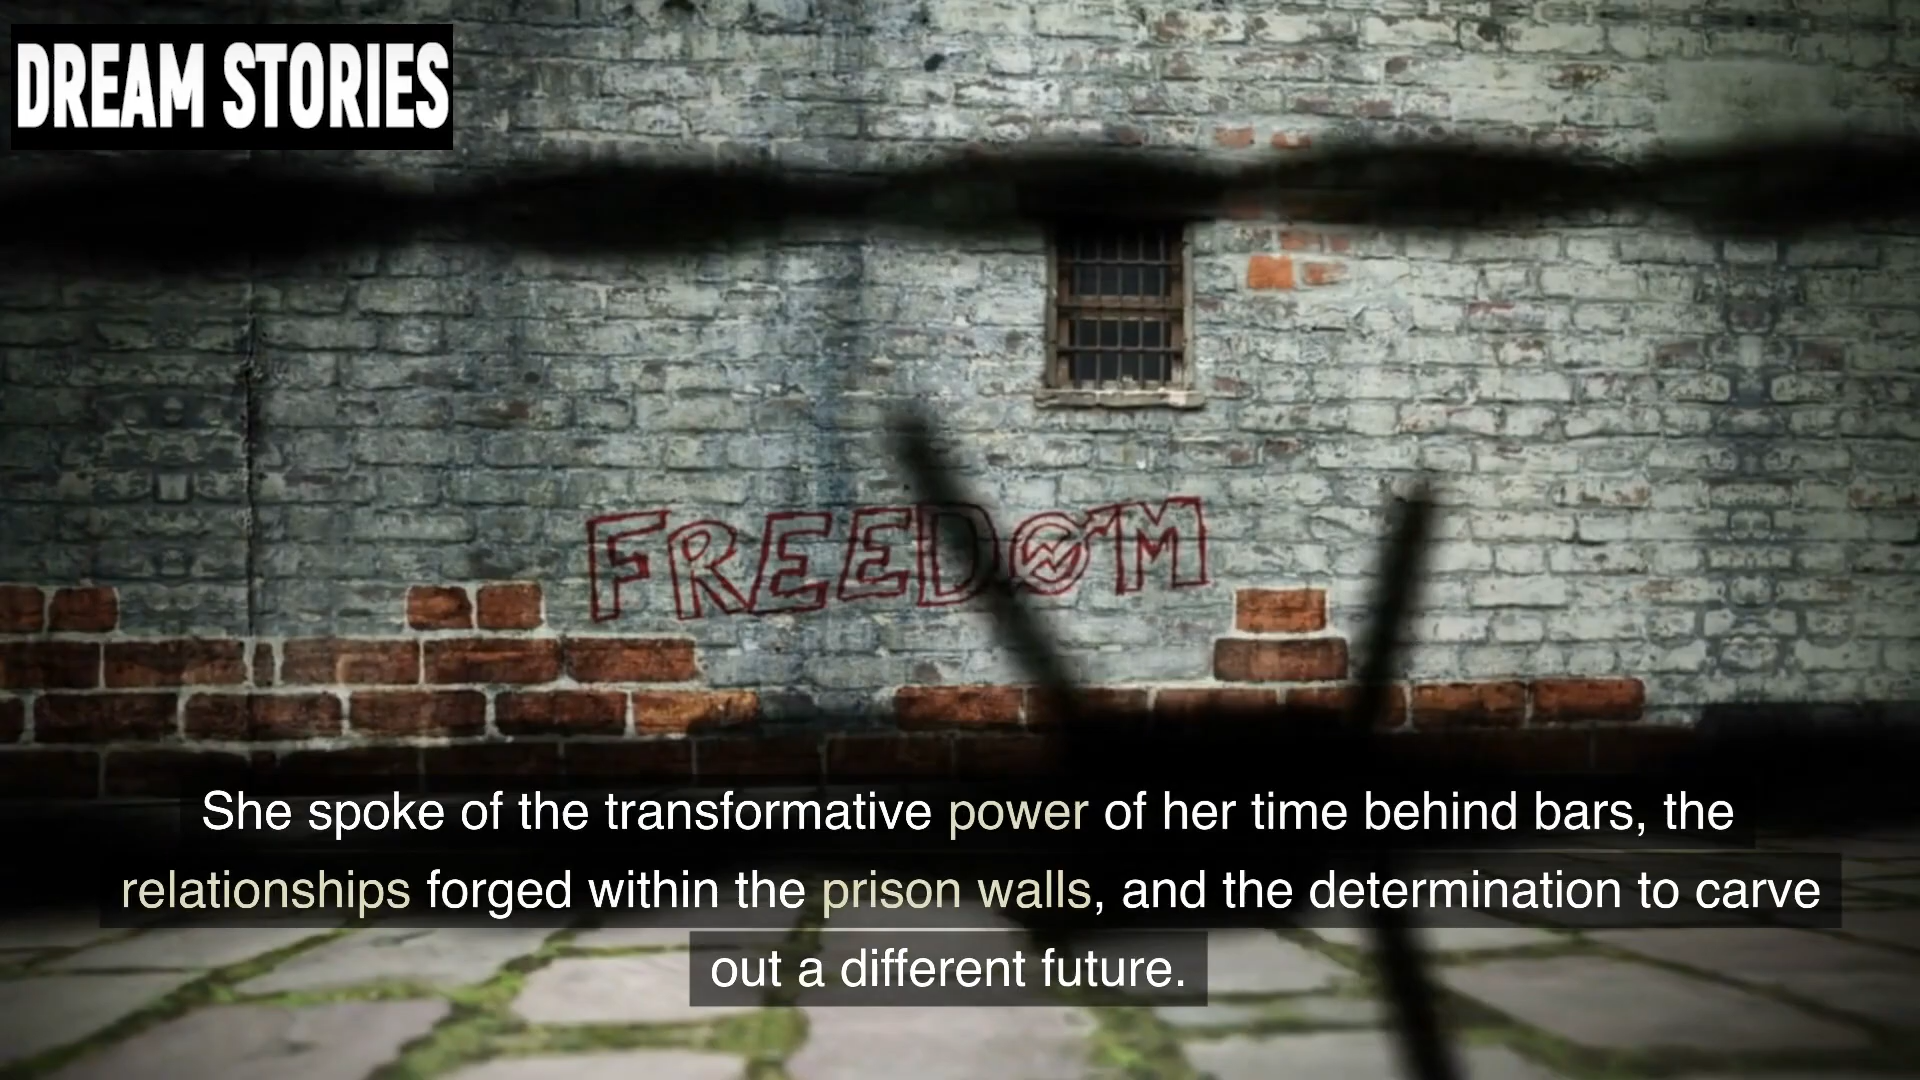 DREAM STORIES
FREEDOM
She spoke of the transformative power of her time behind bars, the
relationships forged within the prison walls, and the determination to carve
out a different future.